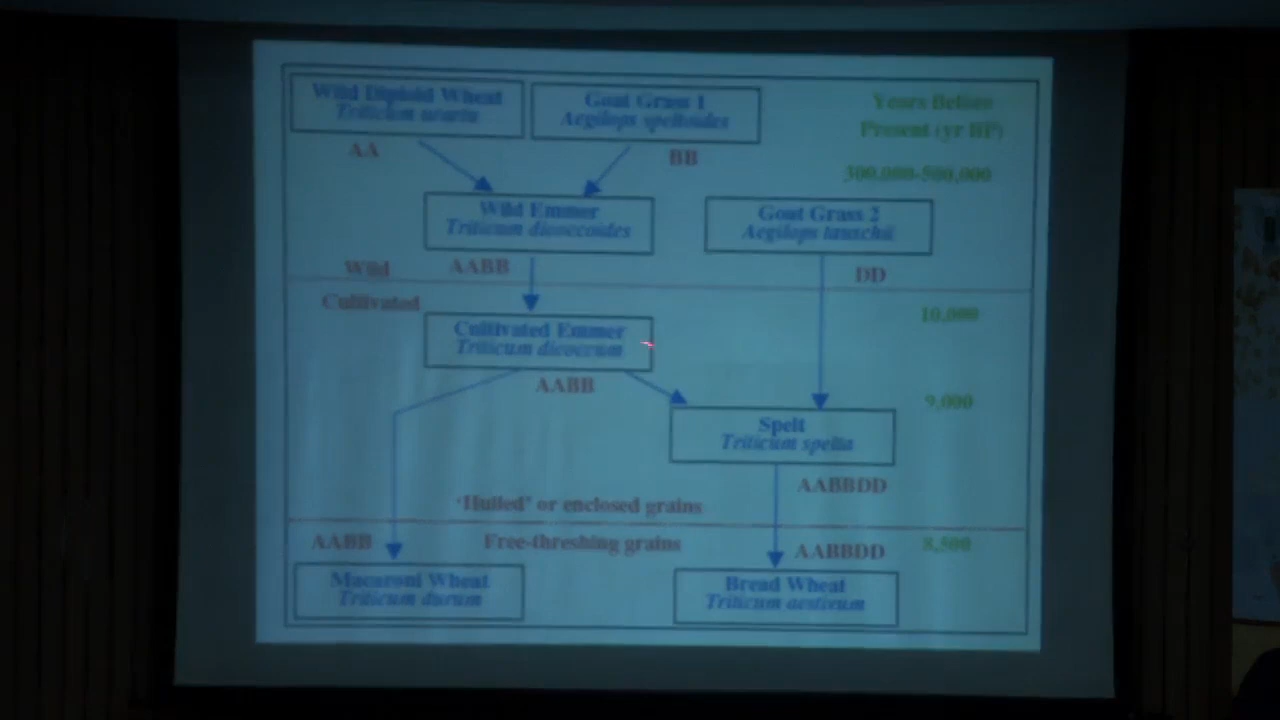 Wild Diploid Wheat
Triticum urartu
Goat Grass 1
Aegilops speltoides
Years Before
Present (yr BP)
AA
BB
300,000-500,000
Wild Emmer
Triticum dicoccoides
Goat Grass 2
Aegilops tauschii
Wild
AABB
DD
Cultivated
10,000
Cultivated Emmer
Triticum dicoccum
AABB
9,000
Spelt
Triticum spelta
AABBDD
'Hulled' or enclosed grains
AABB
Free-threshing grains
AABBDD
8,500
Macaroni Wheat
Triticum durum
Bread Wheat
Triticum aestivum